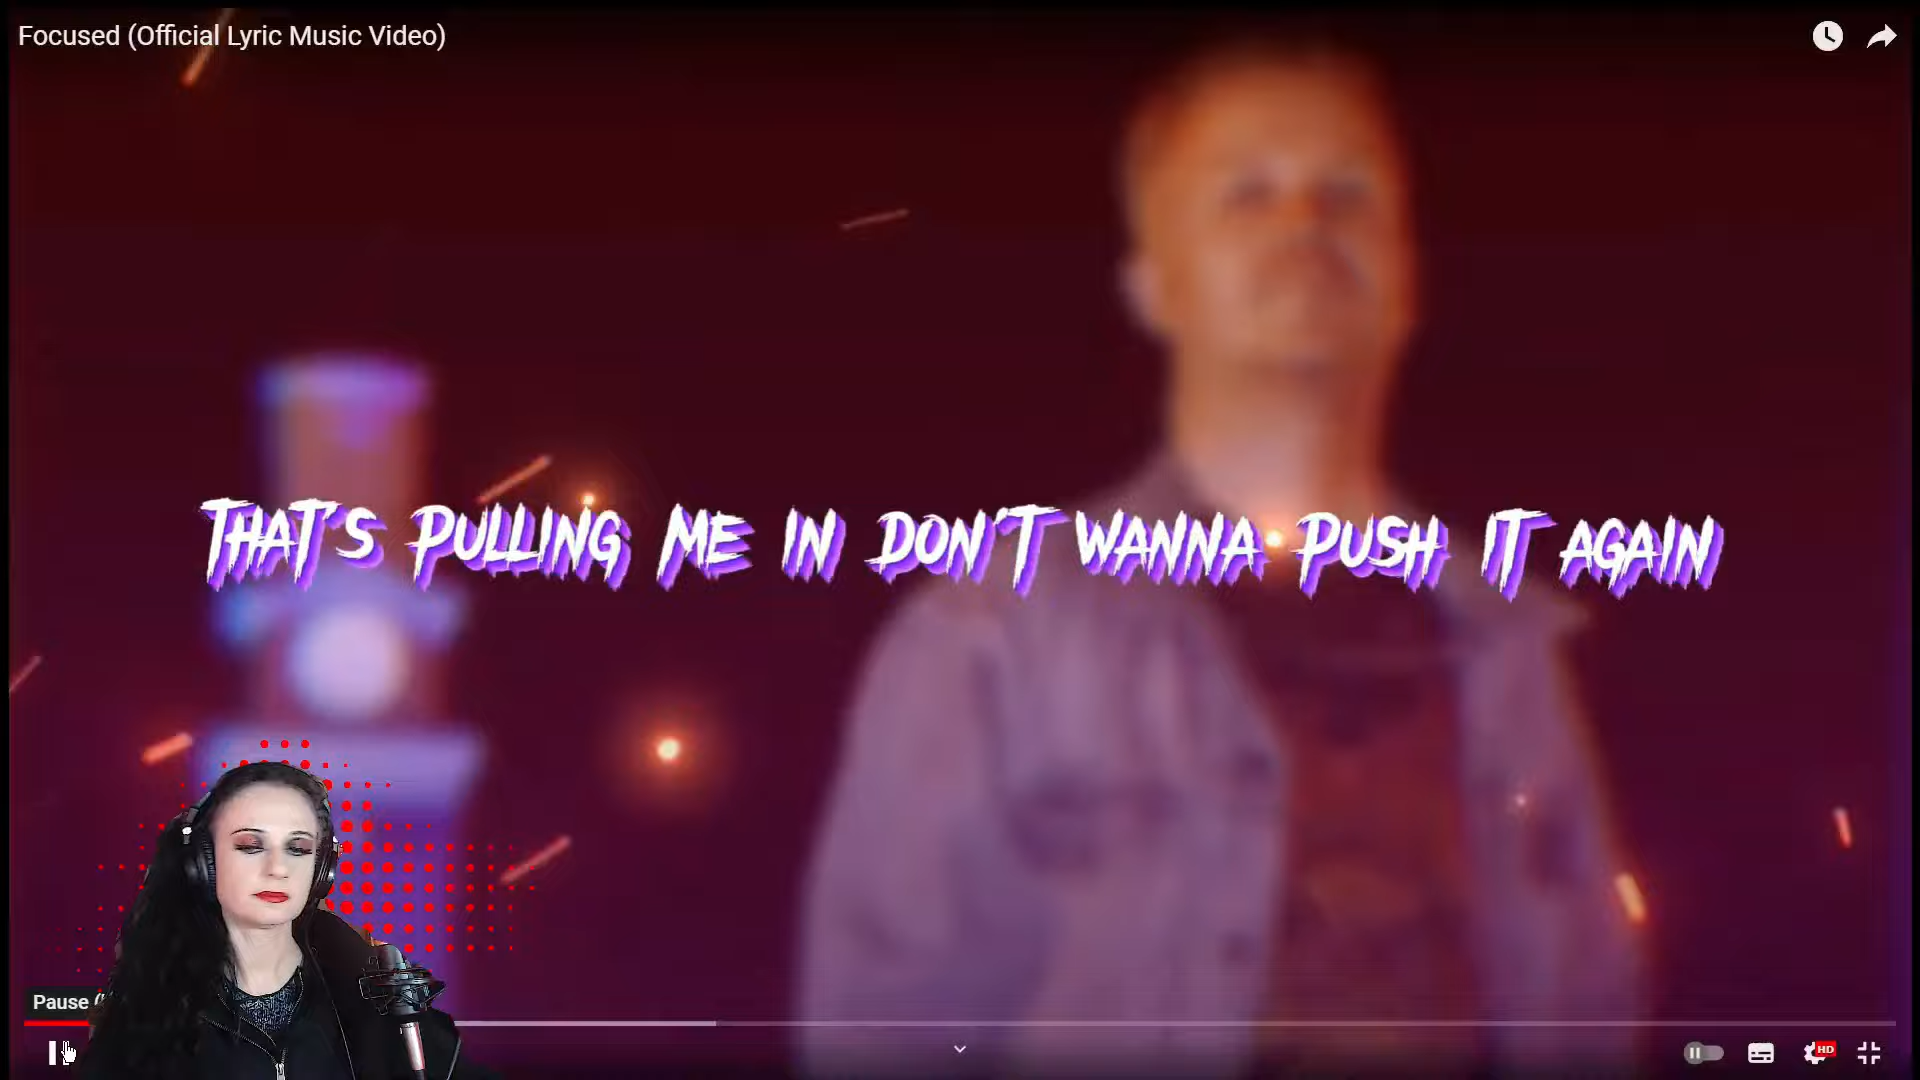 Focused (Official Lyric Music Video)
THAT'S PULLING ME IN DON'T WANNA PUSH IT AGAIN
Pause (
HD